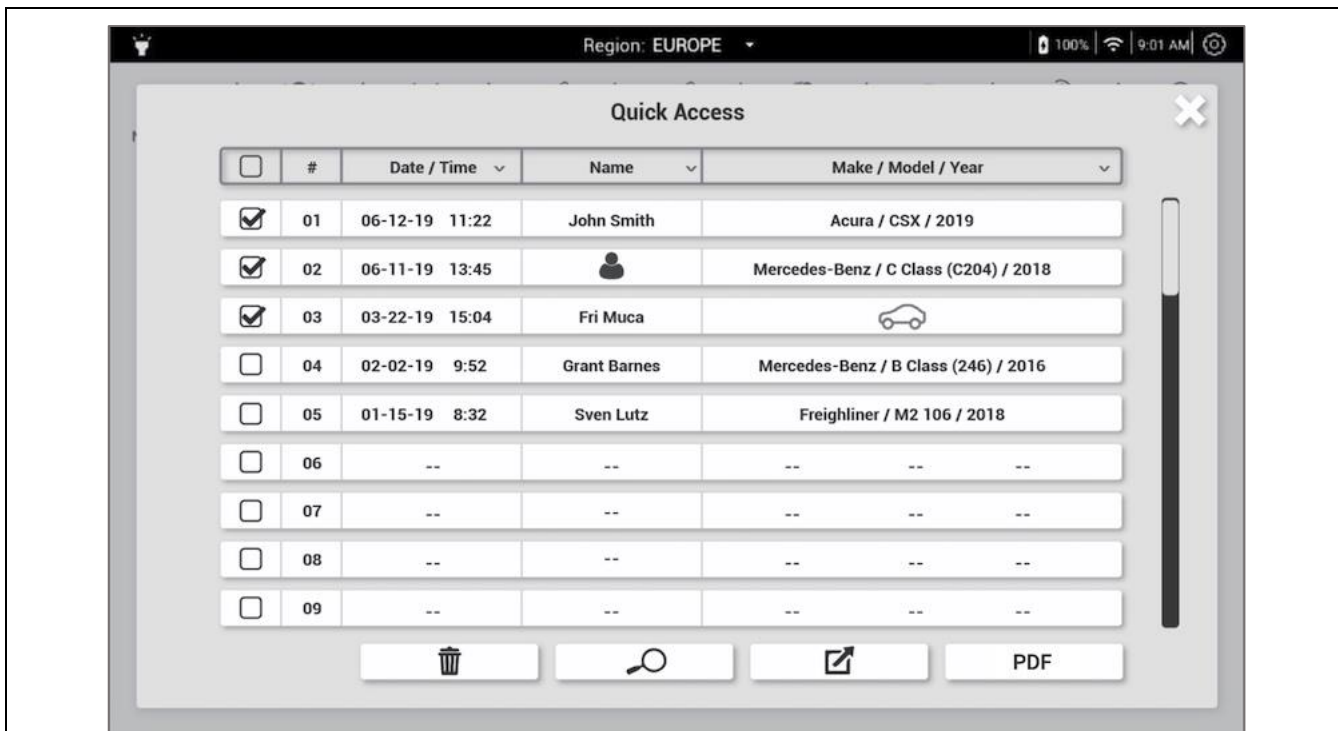 Region: EUROPE 100% 9:01 AM
Quick Access
# Date / Time Name Make / Model / Year
01 06-12-19 11:22 John Smith Acura / CSX / 2019
02 06-11-19 13:45 Mercedes-Benz / C Class (C204) / 2018
03 03-22-19 15:04 Fri Muca
04 02-02-19 9:52 Grant Barnes Mercedes-Benz / B Class (246) / 2016
05 01-15-19 8:32 Sven Lutz Freighliner / M2 106 / 2018
06 -- -- -- -- --
07 -- -- -- -- --
08 -- -- -- -- --
09 -- -- -- -- --
PDF